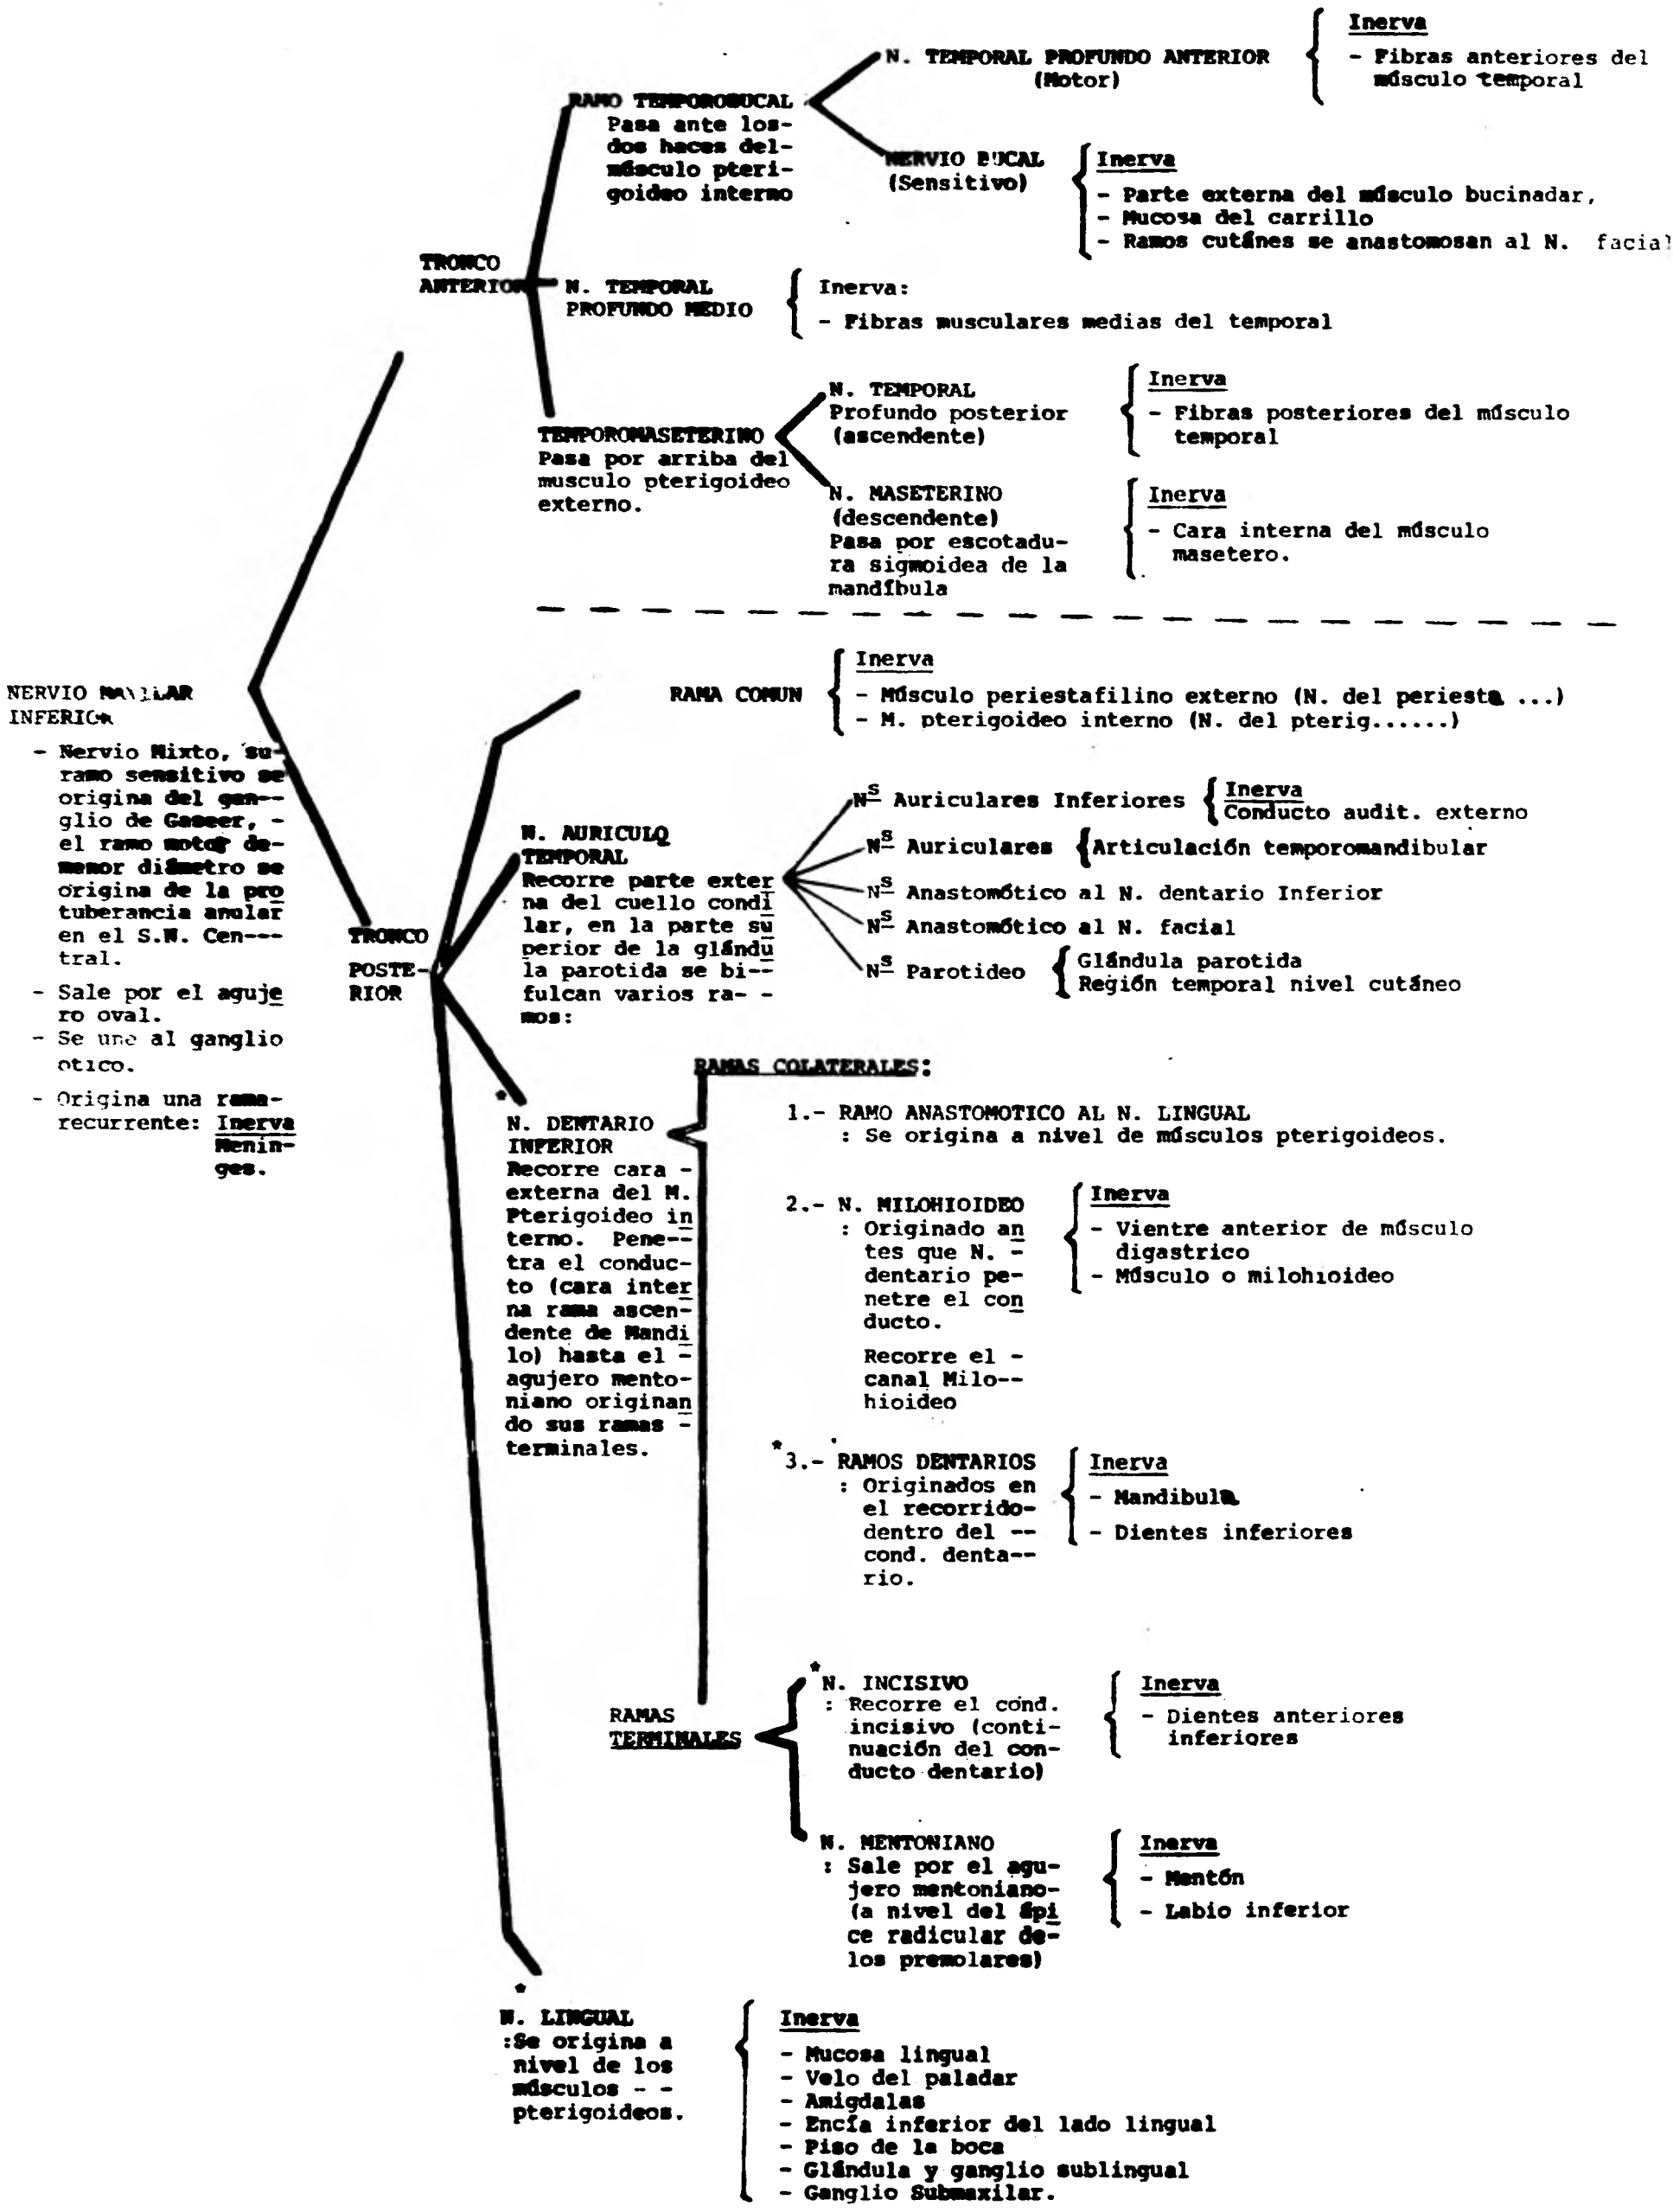 Inerva
N. TEMPORAL PROFUNDO ANTERIOR
(Motor)
- Fibras anteriores del
músculo temporal
RAMO TEMPOROBUCAL
Pasa ante los-
dos haces del-
músculo pteri-
goideo interno
NERVIO BUCAL
(Sensitivo)
Inerva
- Parte externa del músculo bucinadar,
- Mucosa del carrillo
- Ramos cutánes se anastomosan al N. facial
TRONCO
ANTERIOR
N. TEMPORAL
PROFUNDO MEDIO
Inerva:
- Fibras musculares medias del temporal
TEMPOROMASETERINO
Pasa por arriba del
musculo pterigoideo
externo.
N. TEMPORAL
Profundo posterior
(ascendente)
Inerva
- Fibras posteriores del músculo
temporal
N. MASETERINO
(descendente)
Pasa por escotadu-
ra sigmoidea de la
mandíbula
Inerva
- Cara interna del músculo
masetero.
NERVIO MAXILAR
INFERIOR
- Nervio Mixto, su
ramo sensitivo se
origina del gan--
glio de Gasser, -
el ramo motor de-
menor diámetro se
origina de la pro
tuberancia anular
en el S.N. Cen---
tral.
- Sale por el aguje
ro oval.
- Se une al ganglio
otico.
- Origina una rama-
recurrente: Inerva
Menin-
ges.
TRONCO
POSTE-
RIOR
RAMA COMUN
Inerva
- Músculo periestafilino externo (N. del periesta ...)
- M. pterigoideo interno (N. del pterig......)
N. AURICULO
TEMPORAL
Recorre parte exter
na del cuello condi
lar, en la parte su
perior de la glándu
la parotida se bi--
fulcan varios ra- -
mos:
Ns Auriculares Inferiores
Inerva
Conducto audit. externo
Ns Auriculares
Articulación temporomandibular
Ns Anastomótico al N. dentario Inferior
Ns Anastomótico al N. facial
Ns Parotideo
Glándula parotida
Región temporal nivel cutáneo
* N. DENTARIO
INFERIOR
Recorre cara -
externa del M.
Pterigoideo in
terno. Pene--
tra el conduc-
to (cara inter
na rama ascen-
dente de Mandi
lo) hasta el -
agujero mento-
niano originan
do sus ramas -
terminales.
RAMAS COLATERALES:
1.- RAMO ANASTOMOTICO AL N. LINGUAL
: Se origina a nivel de músculos pterigoideos.
2.- N. MILOHIOIDEO
: Originado an
tes que N. -
dentario pe-
netre el con
ducto.
Recorre el -
canal Milo--
hioideo
Inerva
- Vientre anterior de músculo
digastrico
- Músculo o milohioideo
*3.- RAMOS DENTARIOS
: Originados en
el recorrido-
dentro del --
cond. denta--
rio.
Inerva
- Mandibula
- Dientes inferiores
RAMAS
TERMINALES
* N. INCISIVO
: Recorre el cond.
incisivo (conti-
nuación del con-
ducto dentario)
Inerva
- Dientes anteriores
inferiores
N. MENTONIANO
: Sale por el agu-
jero mentoniano-
(a nivel del ápi
ce radicular de-
los premolares)
Inerva
- Mentón
- Labio inferior
* N. LINGUAL
:Se origina a
nivel de los
músculos - -
pterigoideos.
Inerva
- Mucosa lingual
- Velo del paladar
- Amigdalas
- Encía inferior del lado lingual
- Piso de la boca
- Glándula y ganglio sublingual
- Ganglio Submaxilar.